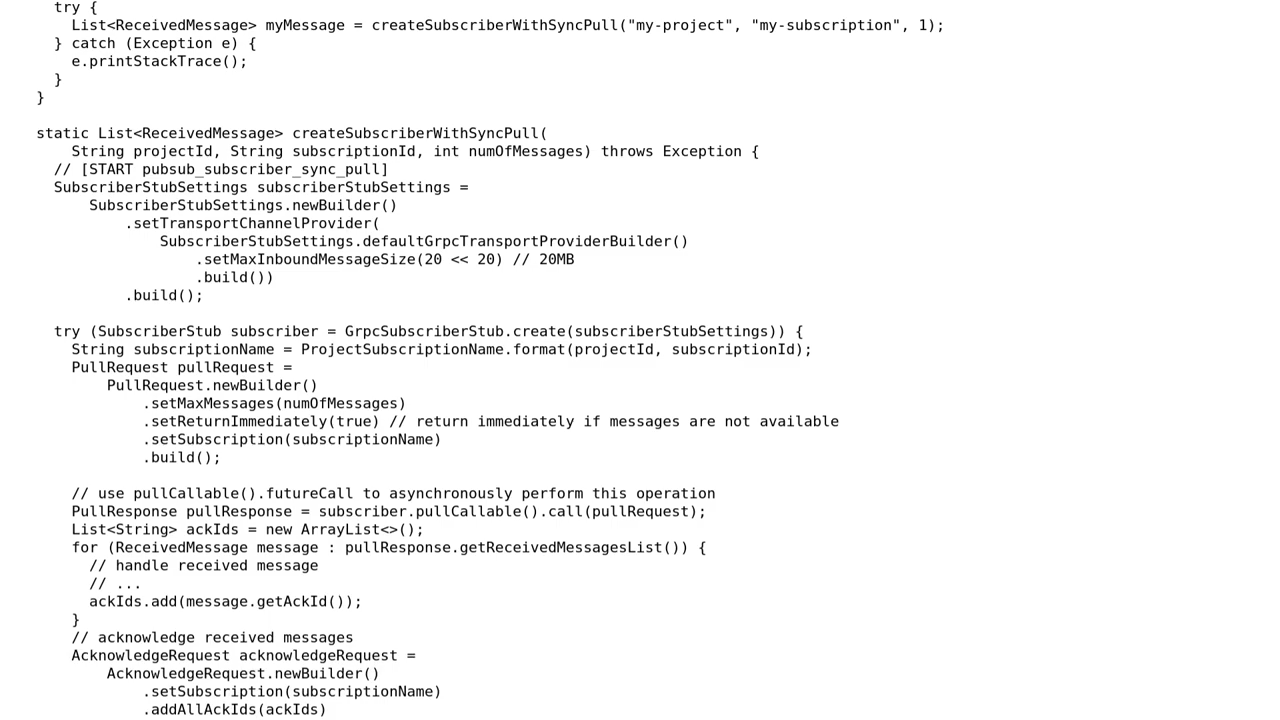 try {
List<ReceivedMessage> myMessage = createSubscriberWithSyncPull("my-project", "my-subscription", 1);
} catch (Exception e) {
e.printStackTrace();
}
}
static List<ReceivedMessage> createSubscriberWithSyncPull(
String projectId, String subscriptionId, int numOfMessages) throws Exception {
// [START pubsub_subscriber_sync_pull]
SubscriberStubSettings subscriberStubSettings =
SubscriberStubSettings.newBuilder()
.setTransportChannelProvider(
SubscriberStubSettings.defaultGrpcTransportProviderBuilder()
.setMaxInboundMessageSize(20 << 20) // 20MB
.build())
.build();
try (SubscriberStub subscriber = GrpcSubscriberStub.create(subscriberStubSettings)) {
String subscriptionName = ProjectSubscriptionName.format(projectId, subscriptionId);
PullRequest pullRequest =
PullRequest.newBuilder()
.setMaxMessages(numOfMessages)
.setReturnImmediately(true) // return immediately if messages are not available
.setSubscription(subscriptionName)
.build();
// use pullCallable().futureCall to asynchronously perform this operation
PullResponse pullResponse = subscriber.pullCallable().call(pullRequest);
List<String> ackIds = new ArrayList<>();
for (ReceivedMessage message : pullResponse.getReceivedMessagesList()) {
// handle received message
// ...
ackIds.add(message.getAckId());
}
// acknowledge received messages
AcknowledgeRequest acknowledgeRequest =
AcknowledgeRequest.newBuilder()
.setSubscription(subscriptionName)
.addAllAckIds(ackIds)